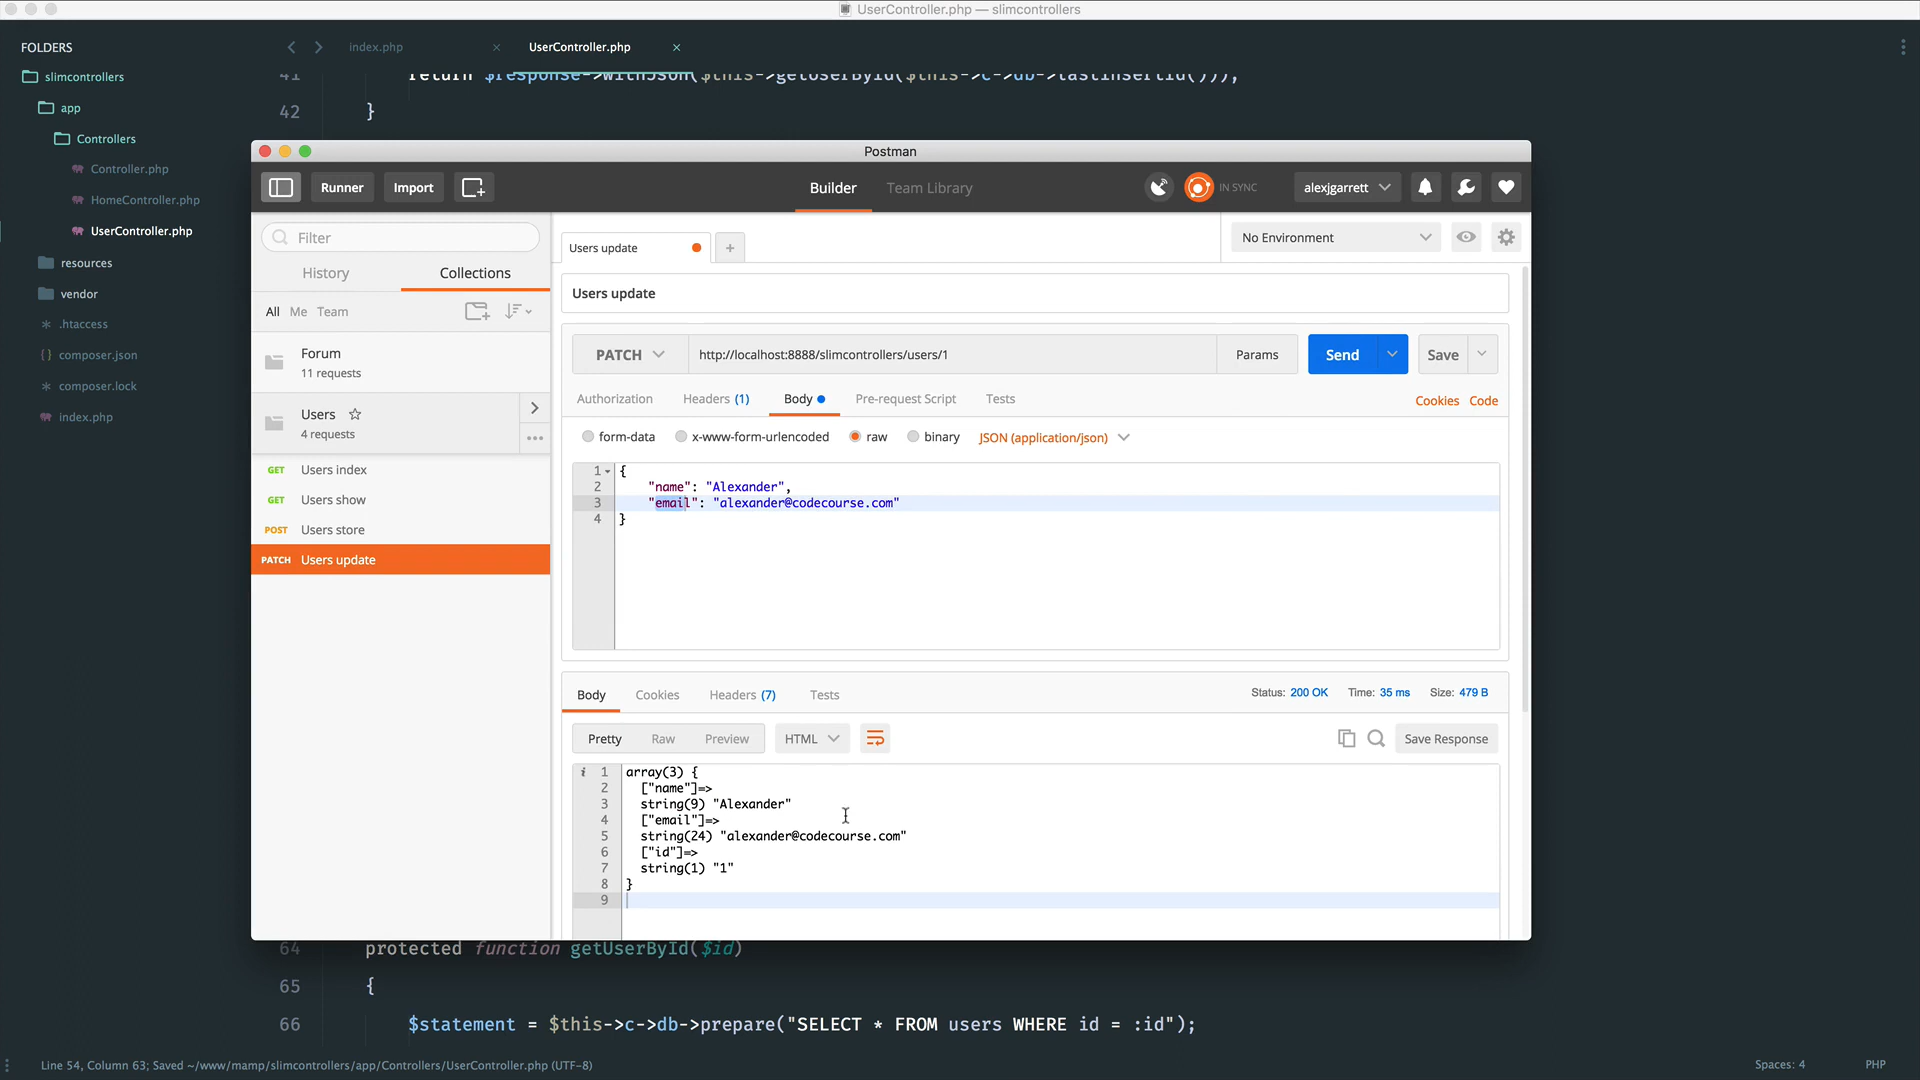 UserController.php — slimcontrollers
FOLDERS
slimcontrollers
app
Controllers
Controller.php
HomeController.php
UserController.php
resources
vendor
.htaccess
composer.json
composer.lock
index.php
index.php
UserController.php
41 return $response->withJson($this->getUserById($this->c->db->lastInsertId()));
42 }
Postman
Runner
Import
Builder
Team Library
IN SYNC
alexjgarrett
Filter
History
Collections
All Me Team
Forum
11 requests
Users
4 requests
GET Users index
GET Users show
POST Users store
PATCH Users update
Users update
+
No Environment
Users update
PATCH
http://localhost:8888/slimcontrollers/users/1
Params
Send
Save
Authorization
Headers (1)
Body
Pre-request Script
Tests
Cookies
Code
form-data
x-www-form-urlencoded
raw
binary
JSON (application/json)
1 {
2 "name": "Alexander",
3 "email": "alexander@codecourse.com"
4 }
Body
Cookies
Headers (7)
Tests
Status: 200 OK
Time: 35 ms
Size: 479 B
Pretty
Raw
Preview
HTML
Save Response
i 1 array(3) {
2 ["name"]=>
3 string(9) "Alexander"
4 ["email"]=>
5 string(24) "alexander@codecourse.com"
6 ["id"]=>
7 string(1) "1"
8 }
9
64 protected function getUserById($id)
65 {
66 $statement = $this->c->db->prepare("SELECT * FROM users WHERE id = :id");
Line 54, Column 63; Saved ~/www/mamp/slimcontrollers/app/Controllers/UserController.php (UTF-8)
Spaces: 4
PHP